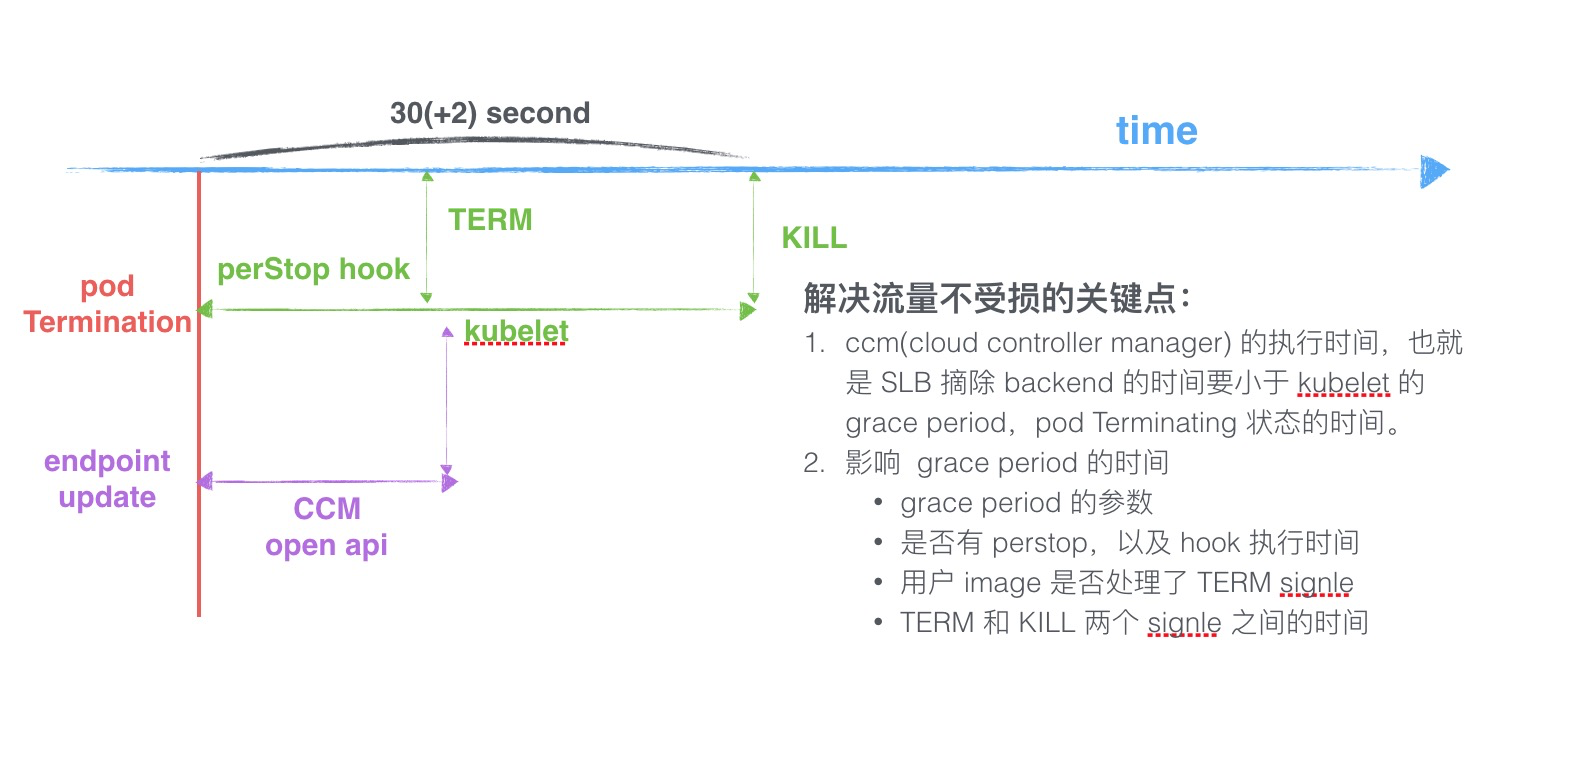 30(+2) second
time
TERM
KILL
perStop hook
pod
Termination
kubelet
endpoint
update
CCM
open api
解决流量不受损的关键点：
1. ccm(cloud controller manager) 的执行时间，也就
是 SLB 摘除 backend 的时间要小于 kubelet 的
grace period，pod Terminating 状态的时间。
2. 影响 grace period 的时间
• grace period 的参数
• 是否有 perstop，以及 hook 执行时间
• 用户 image 是否处理了 TERM signle
• TERM 和 KILL 两个 signle 之间的时间